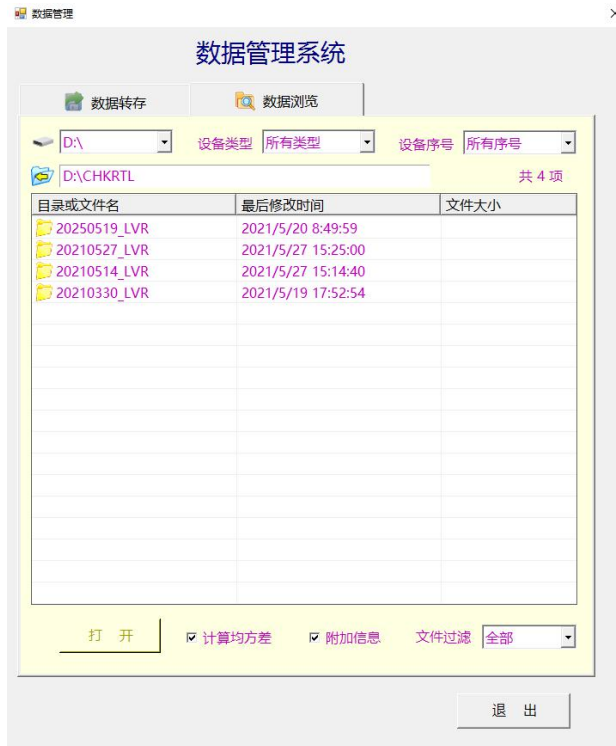 数据管理
数据管理系统
数据转存 数据浏览
D:\ 设备类型 所有类型 设备序号 所有序号
D:\CHKRTL 共 4 项
目录或文件名 最后修改时间 文件大小
20250519_LVR 2021/5/20 8:49:59
20210527_LVR 2021/5/27 15:25:00
20210514_LVR 2021/5/27 15:14:40
20210330_LVR 2021/5/19 17:52:54
打 开 计算均方差 附加信息 文件过滤 全部
退 出